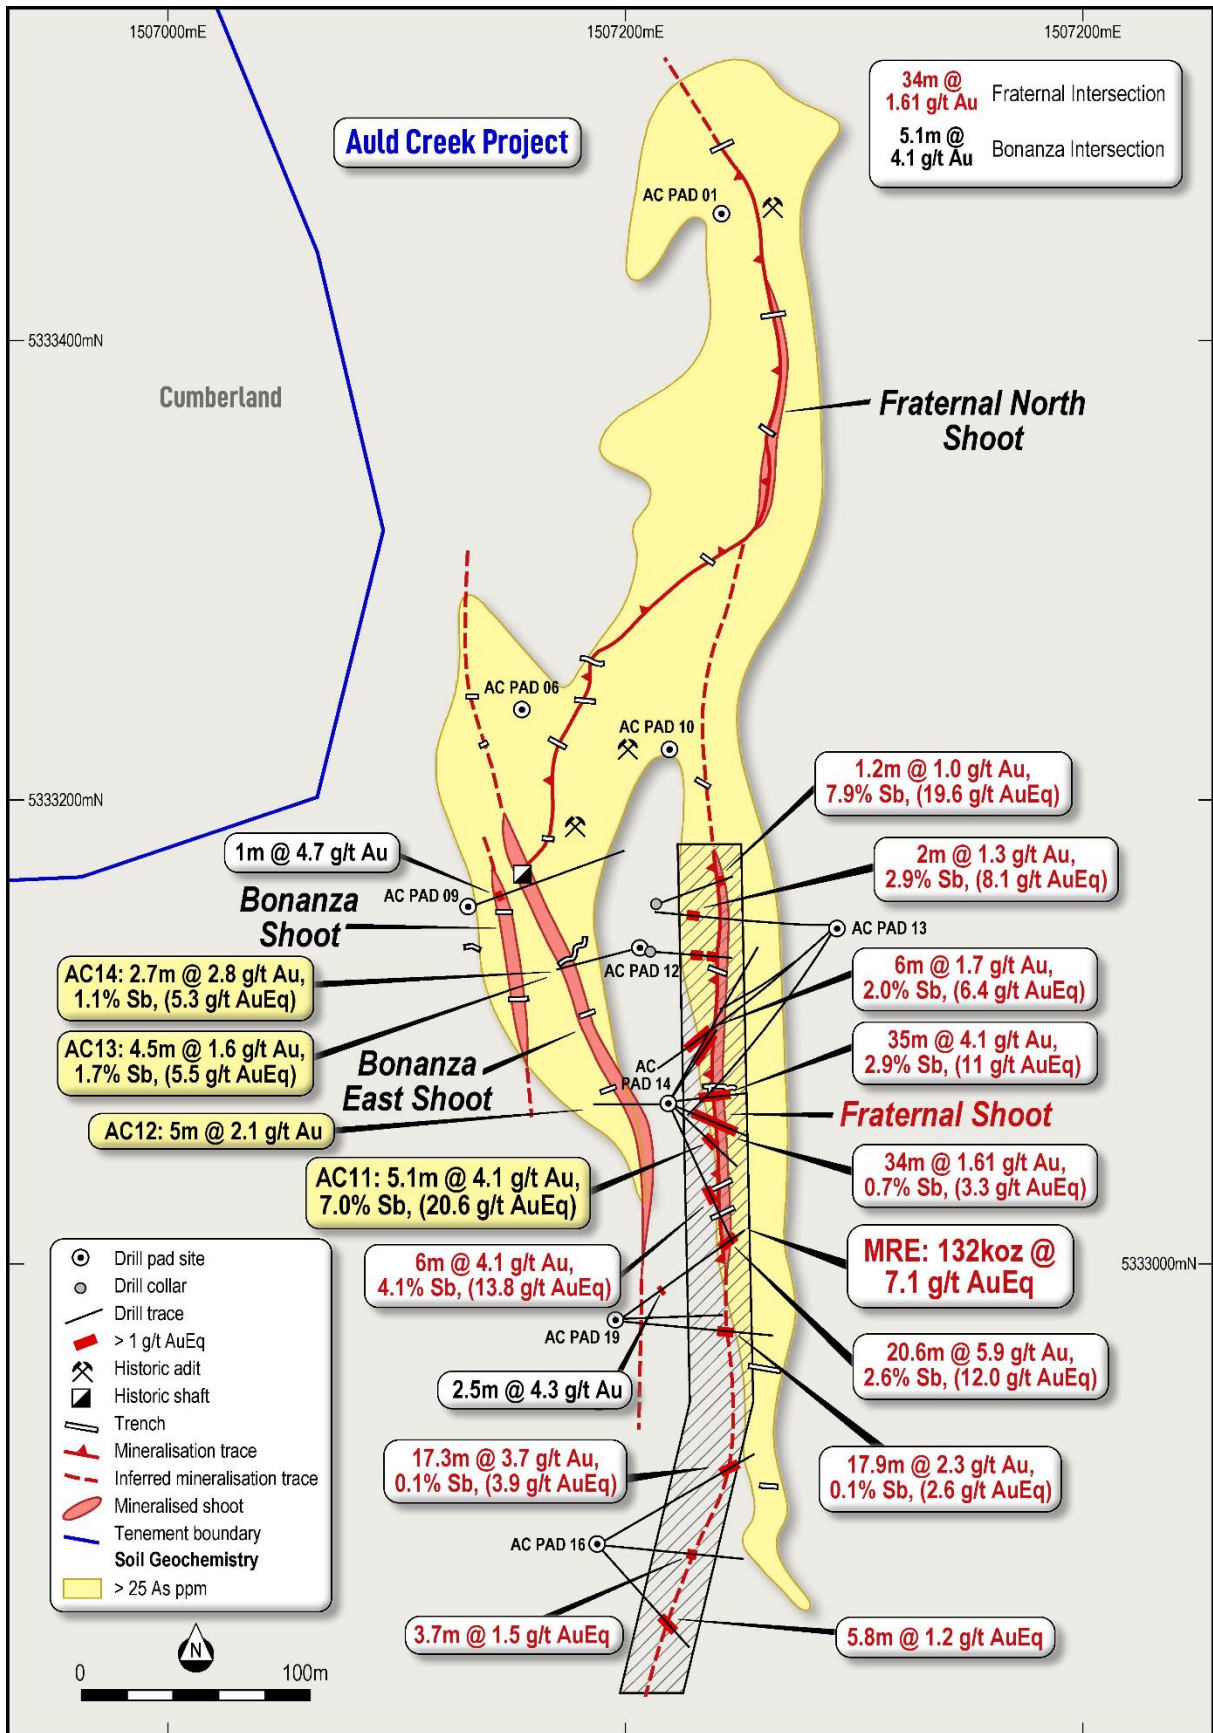 1507000mE
1507200mE
1507200mE
34m @
1.61 g/t Au
Fraternal Intersection
5.1m @
4.1 g/t Au
Bonanza Intersection
Auld Creek Project
AC PAD 01
5333400mN
Cumberland
Fraternal North
Shoot
AC PAD 06
AC PAD 10
5333200mN
1.2m @ 1.0 g/t Au,
7.9% Sb, (19.6 g/t AuEq)
1m @ 4.7 g/t Au
2m @ 1.3 g/t Au,
2.9% Sb, (8.1 g/t AuEq)
AC PAD 09
Bonanza
Shoot
AC PAD 13
AC PAD 12
AC14: 2.7m @ 2.8 g/t Au,
1.1% Sb, (5.3 g/t AuEq)
6m @ 1.7 g/t Au,
2.0% Sb, (6.4 g/t AuEq)
AC13: 4.5m @ 1.6 g/t Au,
1.7% Sb, (5.5 g/t AuEq)
35m @ 4.1 g/t Au,
2.9% Sb, (11 g/t AuEq)
Bonanza
East Shoot
AC
PAD 14
Fraternal Shoot
AC12: 5m @ 2.1 g/t Au
34m @ 1.61 g/t Au,
0.7% Sb, (3.3 g/t AuEq)
AC11: 5.1m @ 4.1 g/t Au,
7.0% Sb, (20.6 g/t AuEq)
MRE: 132koz @
7.1 g/t AuEq
5333000mN
6m @ 4.1 g/t Au,
4.1% Sb, (13.8 g/t AuEq)
AC PAD 19
20.6m @ 5.9 g/t Au,
2.6% Sb, (12.0 g/t AuEq)
2.5m @ 4.3 g/t Au
17.3m @ 3.7 g/t Au,
0.1% Sb, (3.9 g/t AuEq)
17.9m @ 2.3 g/t Au,
0.1% Sb, (2.6 g/t AuEq)
AC PAD 16
3.7m @ 1.5 g/t AuEq
5.8m @ 1.2 g/t AuEq
Drill pad site
Drill collar
Drill trace
> 1 g/t AuEq
Historic adit
Historic shaft
Trench
Mineralisation trace
Inferred mineralisation trace
Mineralised shoot
Tenement boundary
Soil Geochemistry
> 25 As ppm
N
0
100m